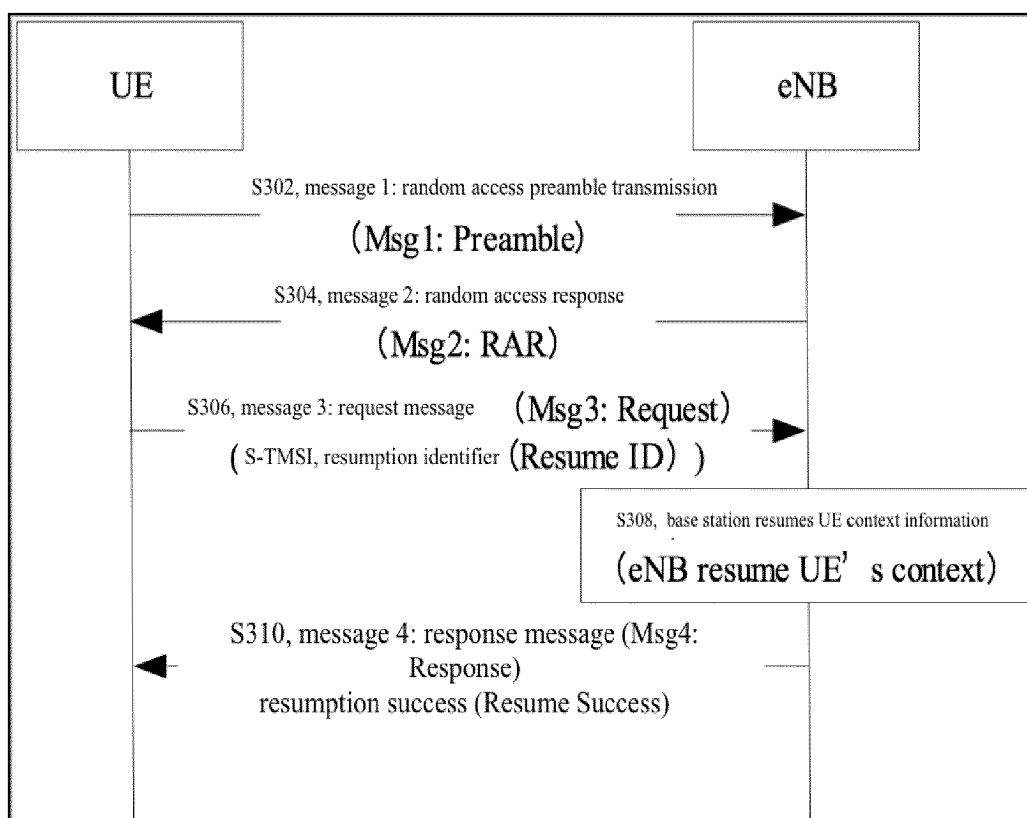 UE
eNB
S302, message 1: random access preamble transmission
(Msg1: Preamble)
S304, message 2: random access response
(Msg2: RAR)
S306, message 3: request message (Msg3: Request)
( S-TMSI, resumption identifier (Resume ID) )
S308, base station resumes UE context information
(eNB resume UE’ s context)
S310, message 4: response message (Msg4:
Response)
resumption success (Resume Success)